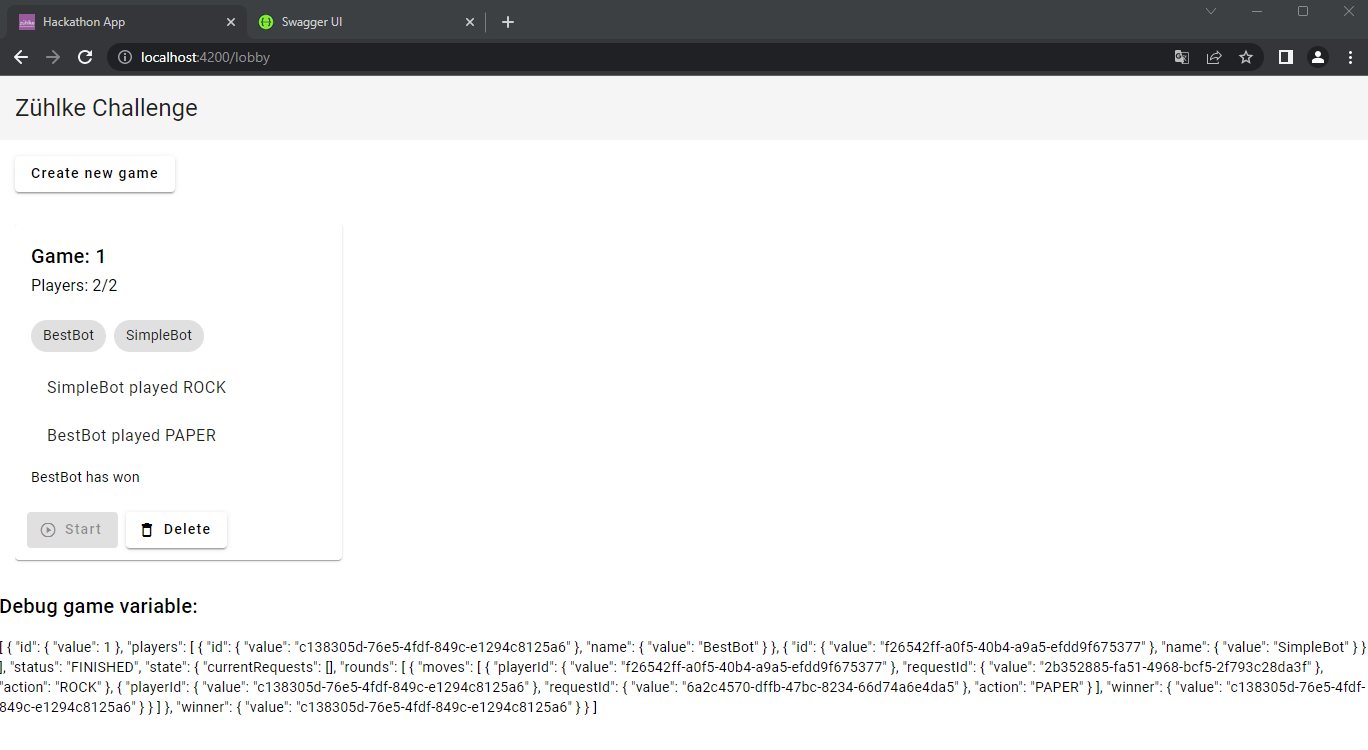 zühlke
Hackathon App
Swagger UI
localhost:4200/lobby
Zühlke Challenge
Create new game
Game: 1
Players: 2/2
BestBot SimpleBot
SimpleBot played ROCK
BestBot played PAPER
BestBot has won
Start Delete
Debug game variable:
[ { "id": { "value": 1 }, "players": [ { "id": { "value": "c138305d-76e5-4fdf-849c-e1294c8125a6" }, "name": { "value": "BestBot" } }, { "id": { "value": "f26542ff-a0f5-40b4-a9a5-efdd9f675377" }, "name": { "value": "SimpleBot" } }
], "status": "FINISHED", "state": { "currentRequests": [], "rounds": [ { "moves": [ { "playerId": { "value": "f26542ff-a0f5-40b4-a9a5-efdd9f675377" }, "requestId": { "value": "2b352885-fa51-4968-bcf5-2f793c28da3f" },
"action": "ROCK" }, { "playerId": { "value": "c138305d-76e5-4fdf-849c-e1294c8125a6" }, "requestId": { "value": "6a2c4570-dffb-47bc-8234-66d74a6e4da5" }, "action": "PAPER" } ], "winner": { "value": "c138305d-76e5-4fdf-
849c-e1294c8125a6" } } ] }, "winner": { "value": "c138305d-76e5-4fdf-849c-e1294c8125a6" } } ]